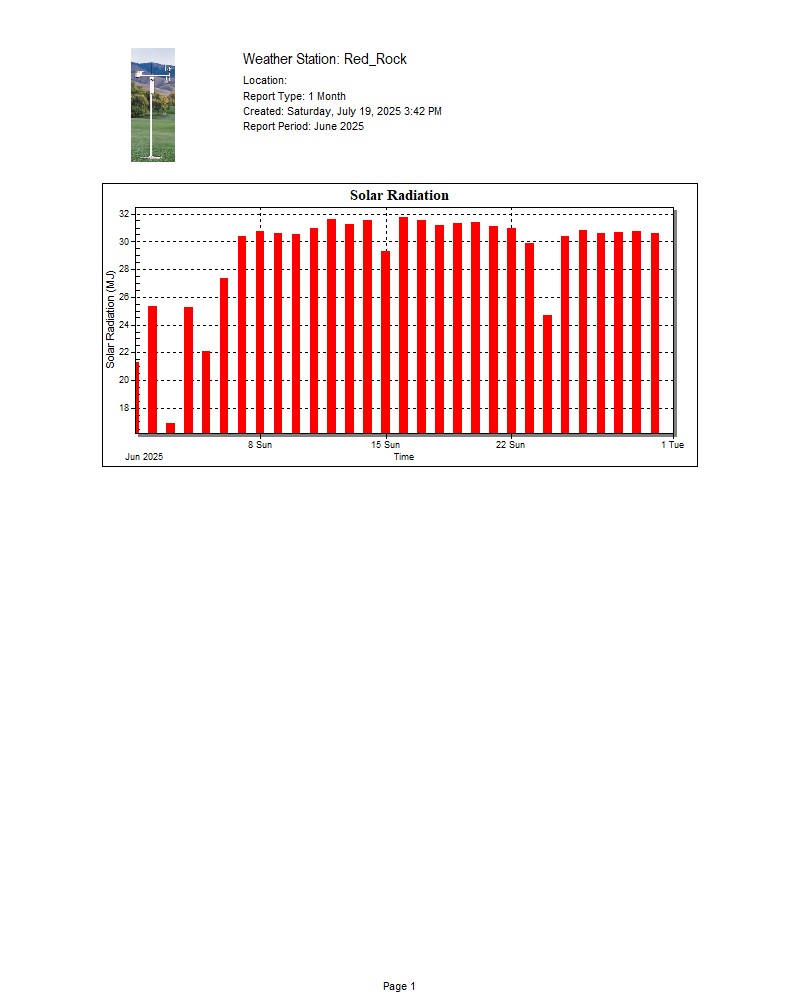 Weather Station: Red_Rock
Location:
Report Type: 1 Month
Created: Saturday, July 19, 2025 3:42 PM
Report Period: June 2025
Solar Radiation
Solar Radiation (MJ)
32
30
28
26
24
22
20
18
8 Sun 15 Sun 22 Sun 1 Tue
Jun 2025 Time
Page 1